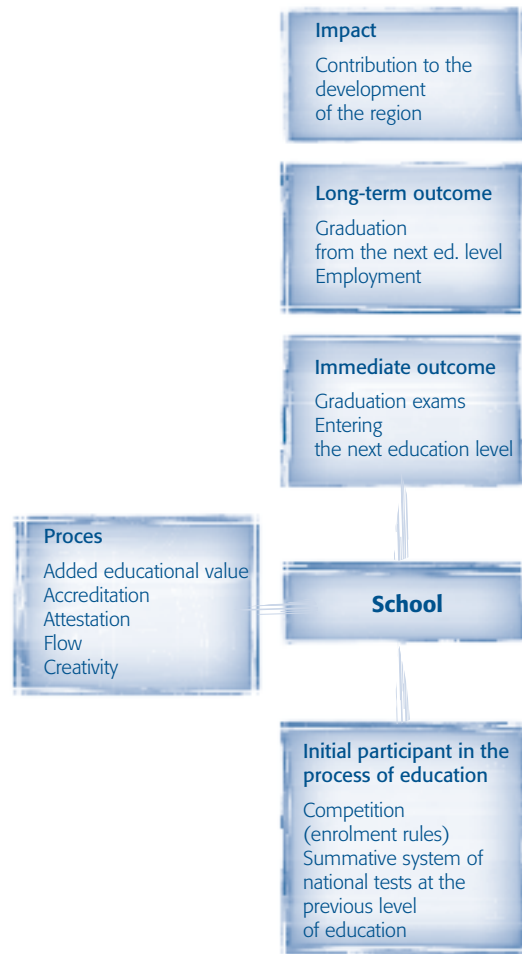 Impact
Contribution to the
development
of the region
Long-term outcome
Graduation
from the next ed. level
Employment
Immediate outcome
Graduation exams
Entering
the next education level
Proces
Added educational value
Accreditation
Attestation
Flow
Creativity
School
Initial participant in the
process of education
Competition
(enrolment rules)
Summative system of
national tests at the
previous level
of education